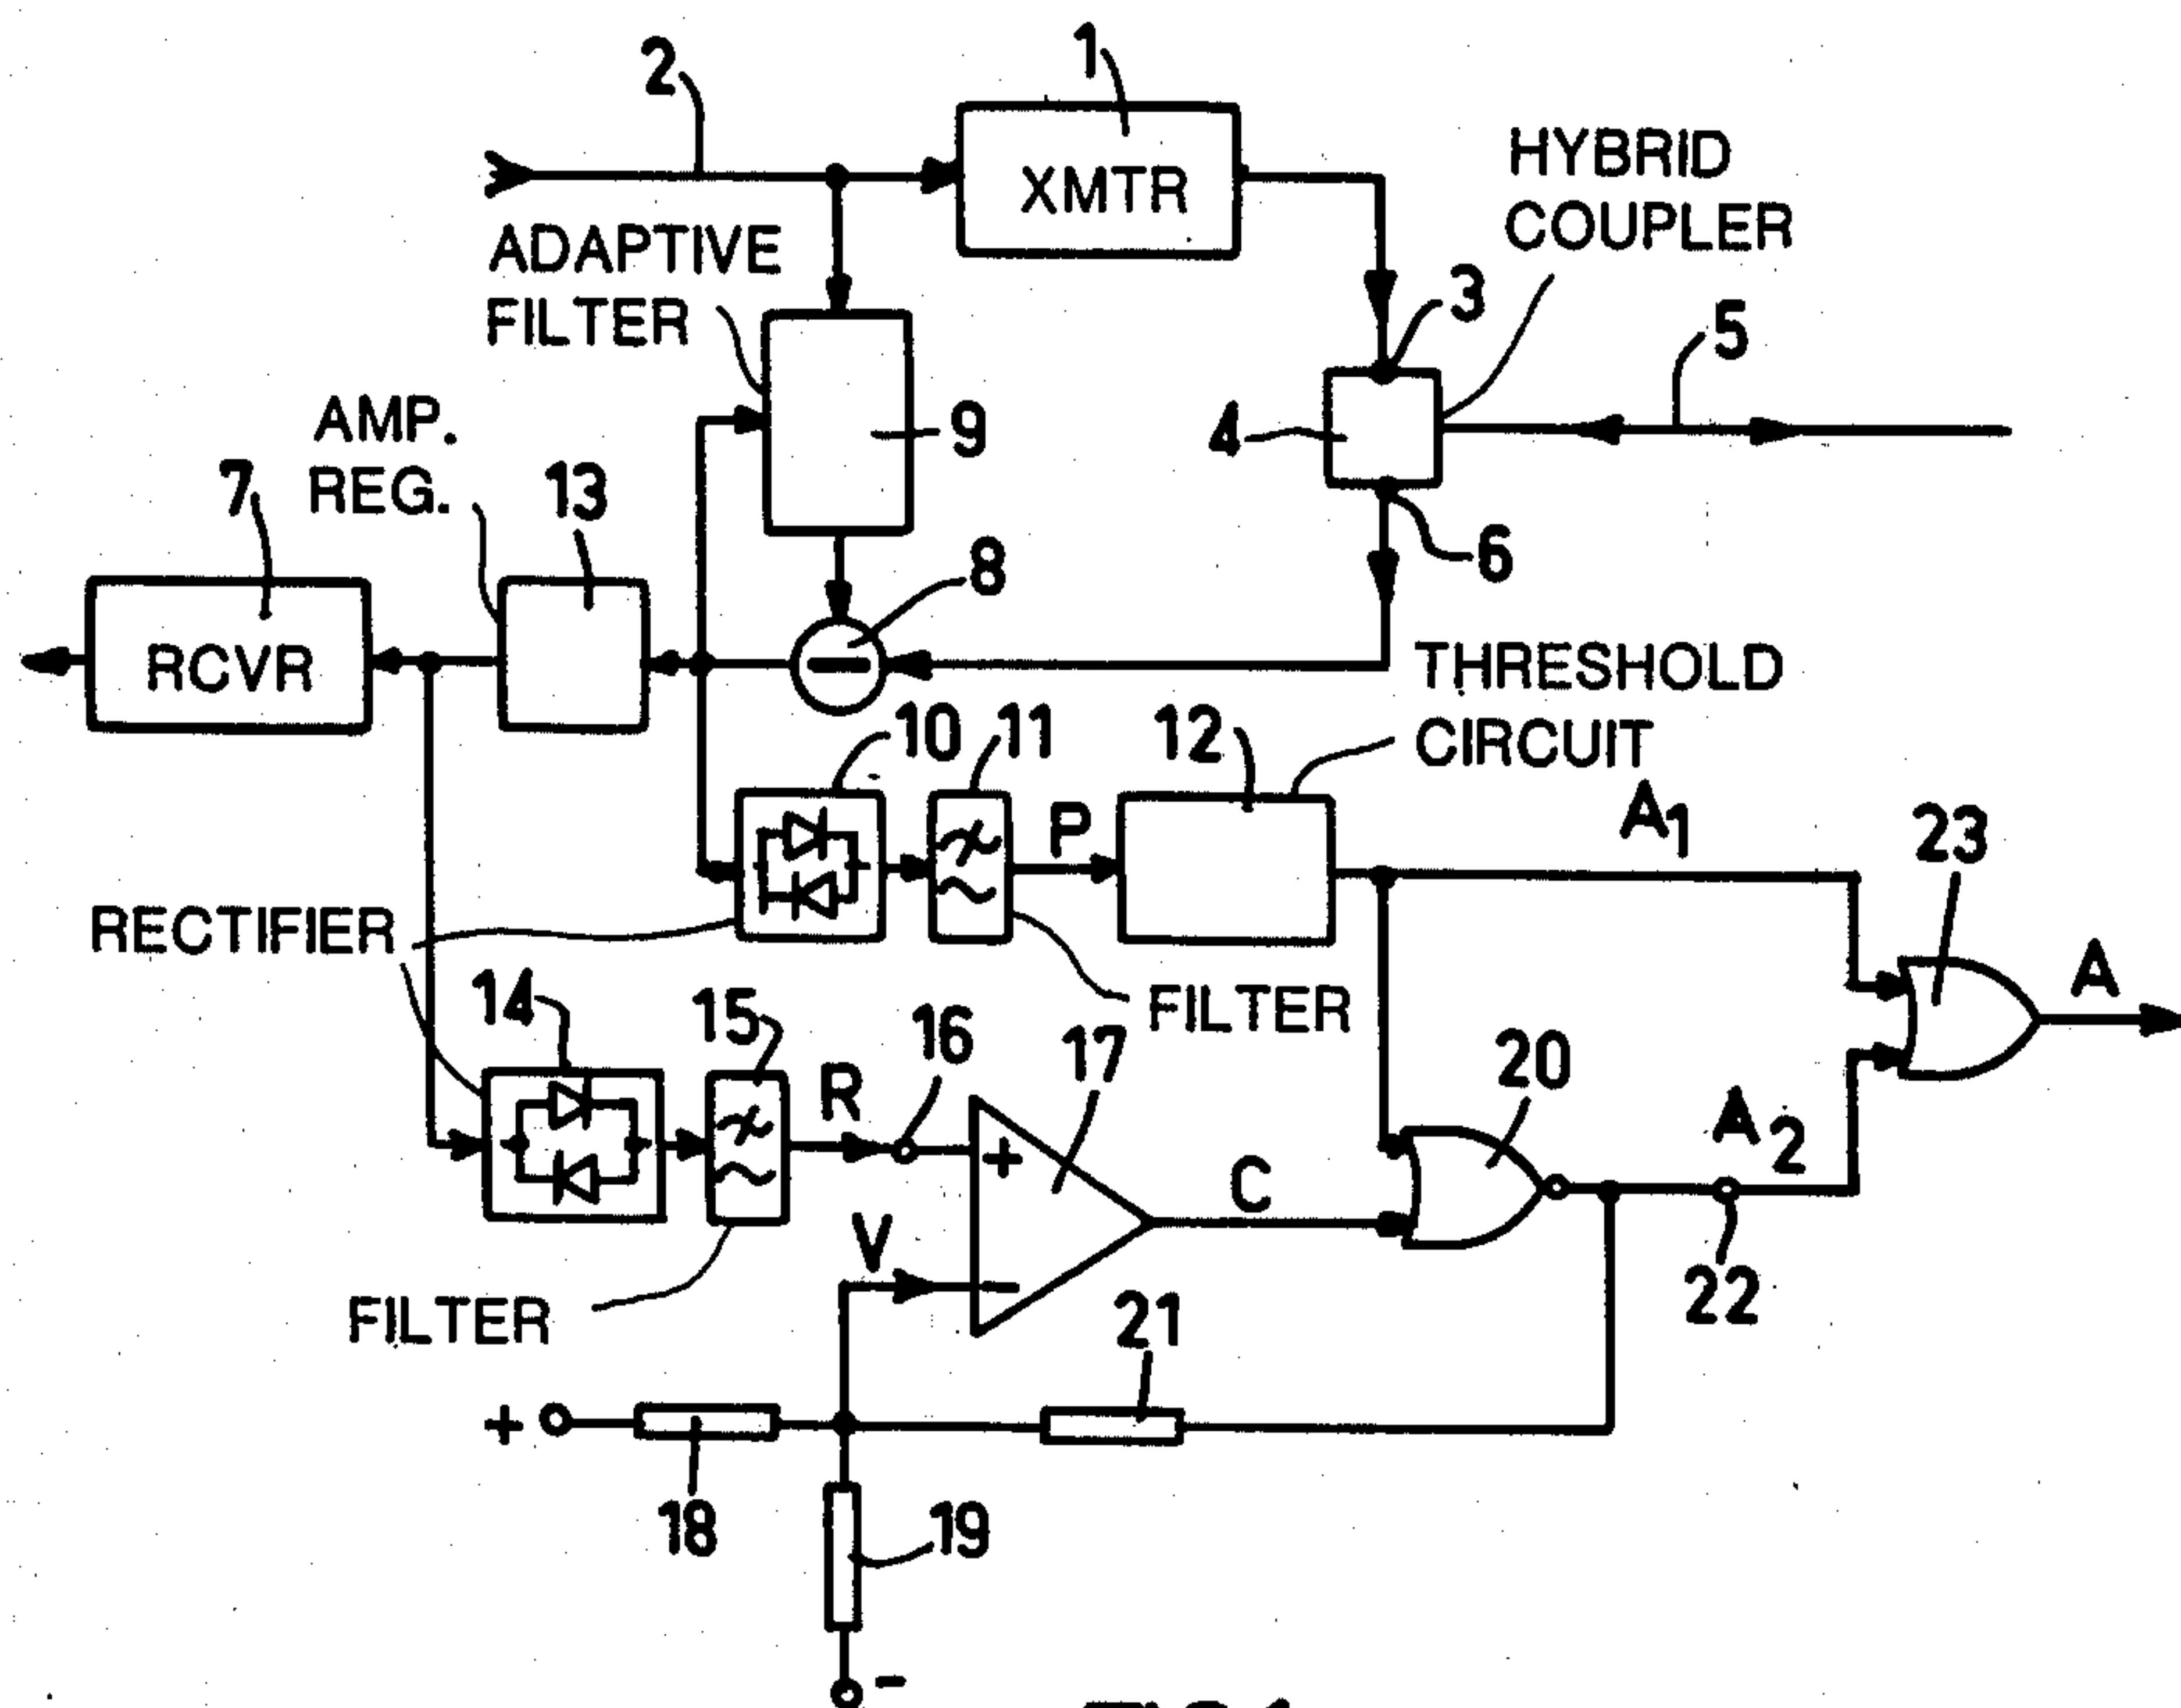 1
2
XMTR
HYBRID
COUPLER
ADAPTIVE
FILTER
3
5
4
9
AMP.
REG.
7
13
6
8
RCVR
THRESHOLD
CIRCUIT
10
11
12
P
A1
23
RECTIFIER
FILTER
A
14
15
R
16
17
20
+
C
A2
V
−
22
FILTER
21
+
18
19
−